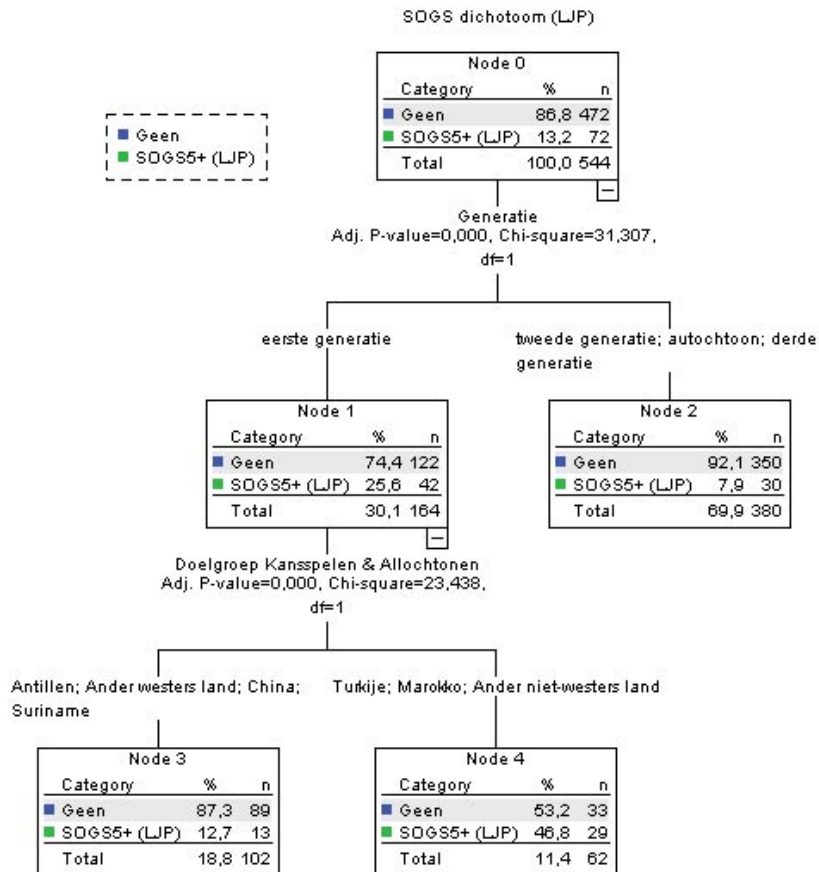 SOGS dichotoom (LJP)
Geen
SOGS5+ (LJP)
Node 0
Category % n
Geen 86,8 472
SOGS5+ (LJP) 13,2 72
Total 100,0 544
Generatie
Adj. P-value=0,000, Chi-square=31,307,
df=1
eerste generatie
tweede generatie; autochtoon; derde
generatie
Node 1
Category % n
Geen 74,4 122
SOGS5+ (LJP) 25,6 42
Total 30,1 164
Node 2
Category % n
Geen 92,1 350
SOGS5+ (LJP) 7,9 30
Total 69,9 380
Doelgroep Kansspelen & Allochtonen
Adj. P-value=0,000, Chi-square=23,438,
df=1
Antillen; Ander westers land; China;
Suriname
Turkije; Marokko; Ander niet-westers land
Node 3
Category % n
Geen 87,3 89
SOGS5+ (LJP) 12,7 13
Total 18,8 102
Node 4
Category % n
Geen 53,2 33
SOGS5+ (LJP) 46,8 29
Total 11,4 62